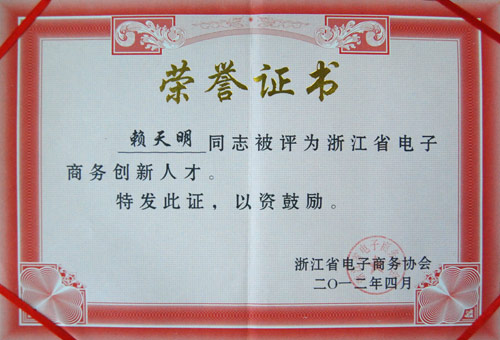 荣誉证书
赖天明同志被评为浙江省电子
商务创新人才。
特发此证，以资鼓励。
浙江省电子商务协会
二〇一二年四月